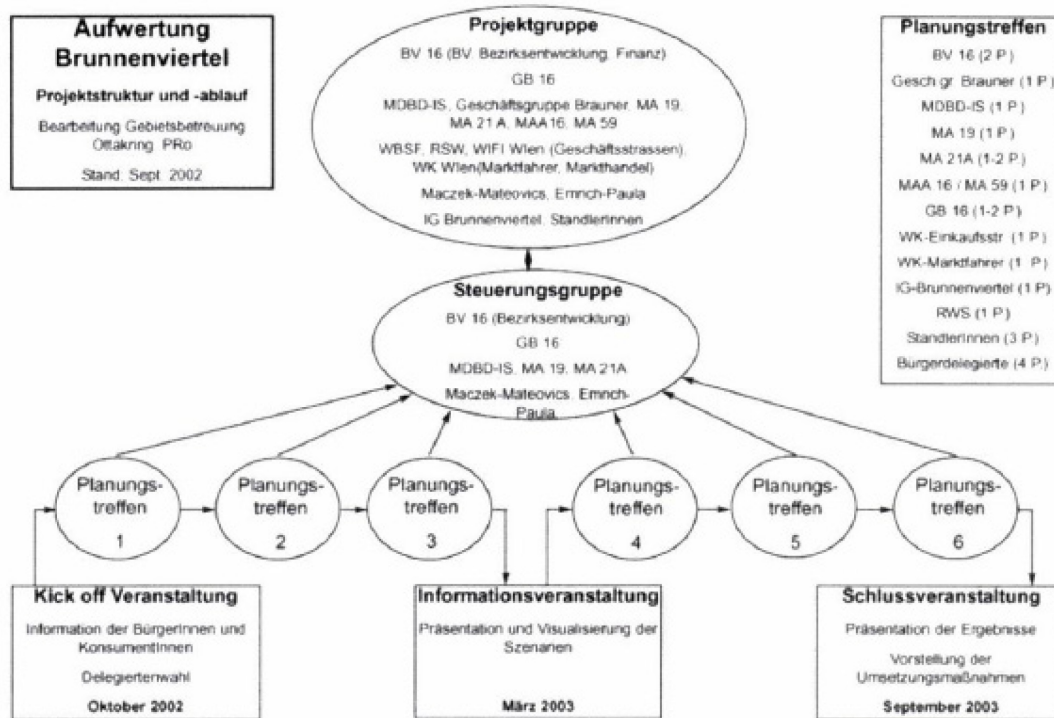 Aufwertung
Brunnenviertel
Projektstruktur und -ablauf
Bearbeitung Gebietsbetreuung
Ottakring, PRo
Stand: Sept. 2002
Projektgruppe
BV 16 (BV, Bezirksentwicklung, Finanz)
GB 16
MDBD-IS, Geschäftsgruppe Brauner, MA 19,
MA 21 A, MAA16, MA 59
WBSF, RSW, WIFI Wien (Geschäftsstrassen),
WK Wien(Marktfahrer, Markthandel)
Maczek-Mateovics, Emrich-Paula
IG Brunnenviertel, StandlerInnen
Planungstreffen
BV 16 (2 P.)
Gesch.gr. Brauner (1 P.)
MDBD-IS (1 P.)
MA 19 (1 P.)
MA 21A (1-2 P.)
MAA 16 / MA 59 (1 P.)
GB 16 (1-2 P.)
WK-Einkaufsstr. (1 P.)
WK-Marktfahrer (1 P.)
IG-Brunnenviertel (1 P.)
RWS (1 P.)
StandlerInnen (3 P.)
Bürgerdelegierte (4 P.)
Steuerungsgruppe
BV 16 (Bezirksentwicklung)
GB 16
MDBD-IS, MA 19, MA 21A
Maczek-Mateovics, Emrich-
Paula
Planungs-
treffen
1
Planungs-
treffen
2
Planungs-
treffen
3
Planungs-
treffen
4
Planungs-
treffen
5
Planungs-
treffen
6
Kick off Veranstaltung
Information der BürgerInnen und
KonsumentInnen
Delegiertenwahl
Oktober 2002
Informationsveranstaltung
Präsentation und Visualisierung der
Szenarien
März 2003
Schlussveranstaltung
Präsentation der Ergebnisse
Vorstellung der
Umsetzungsmaßnahmen
September 2003